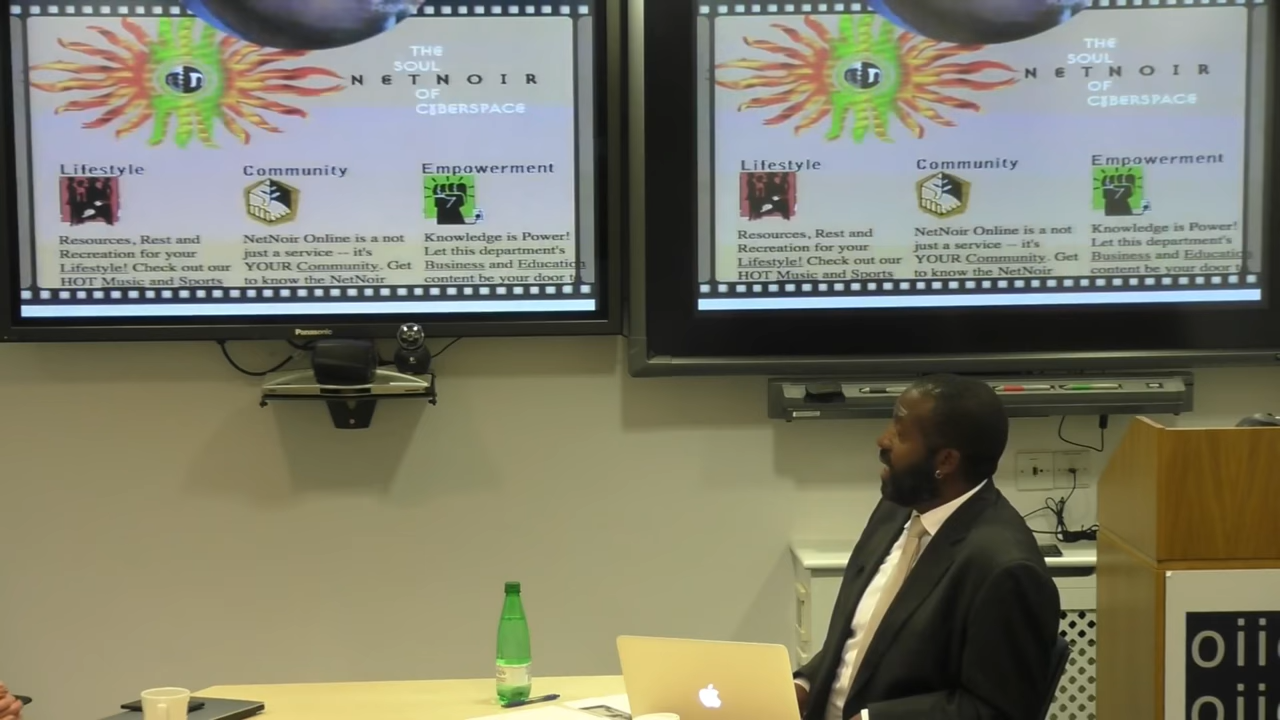 THE
SOUL
NETNOIR
OF
CYBERSPACE
Lifestyle
Community
Empowerment
Resources, Rest and
Recreation for your
Lifestyle! Check out our
HOT Music and Sports
NetNoir Online is a not
just a service -- it's
YOUR Community. Get
to know the NetNoir
Knowledge is Power!
Let this department's
Business and Education
content be your door t
Panasonic
THE
SOUL
NETNOIR
OF
CYBERSPACE
Lifestyle
Community
Empowerment
Resources, Rest and
Recreation for your
Lifestyle! Check out our
HOT Music and Sports
NetNoir Online is a not
just a service -- it's
YOUR Community. Get
to know the NetNoir
Knowledge is Power!
Let this department's
Business and Education
content be your door
oii
oii